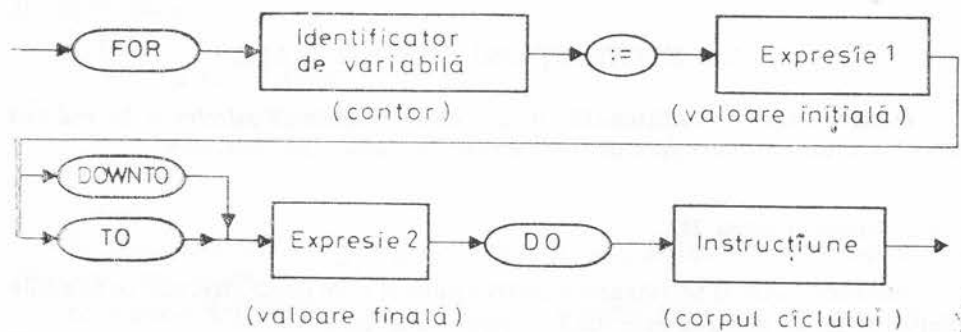 FOR
Identificator
de variabilă
:=
Expresie 1
(contor)
(valoare inițială)
DOWNTO
TO
Expresie 2
DO
Instrucțiune
(valoare finală)
(corpul ciclului)